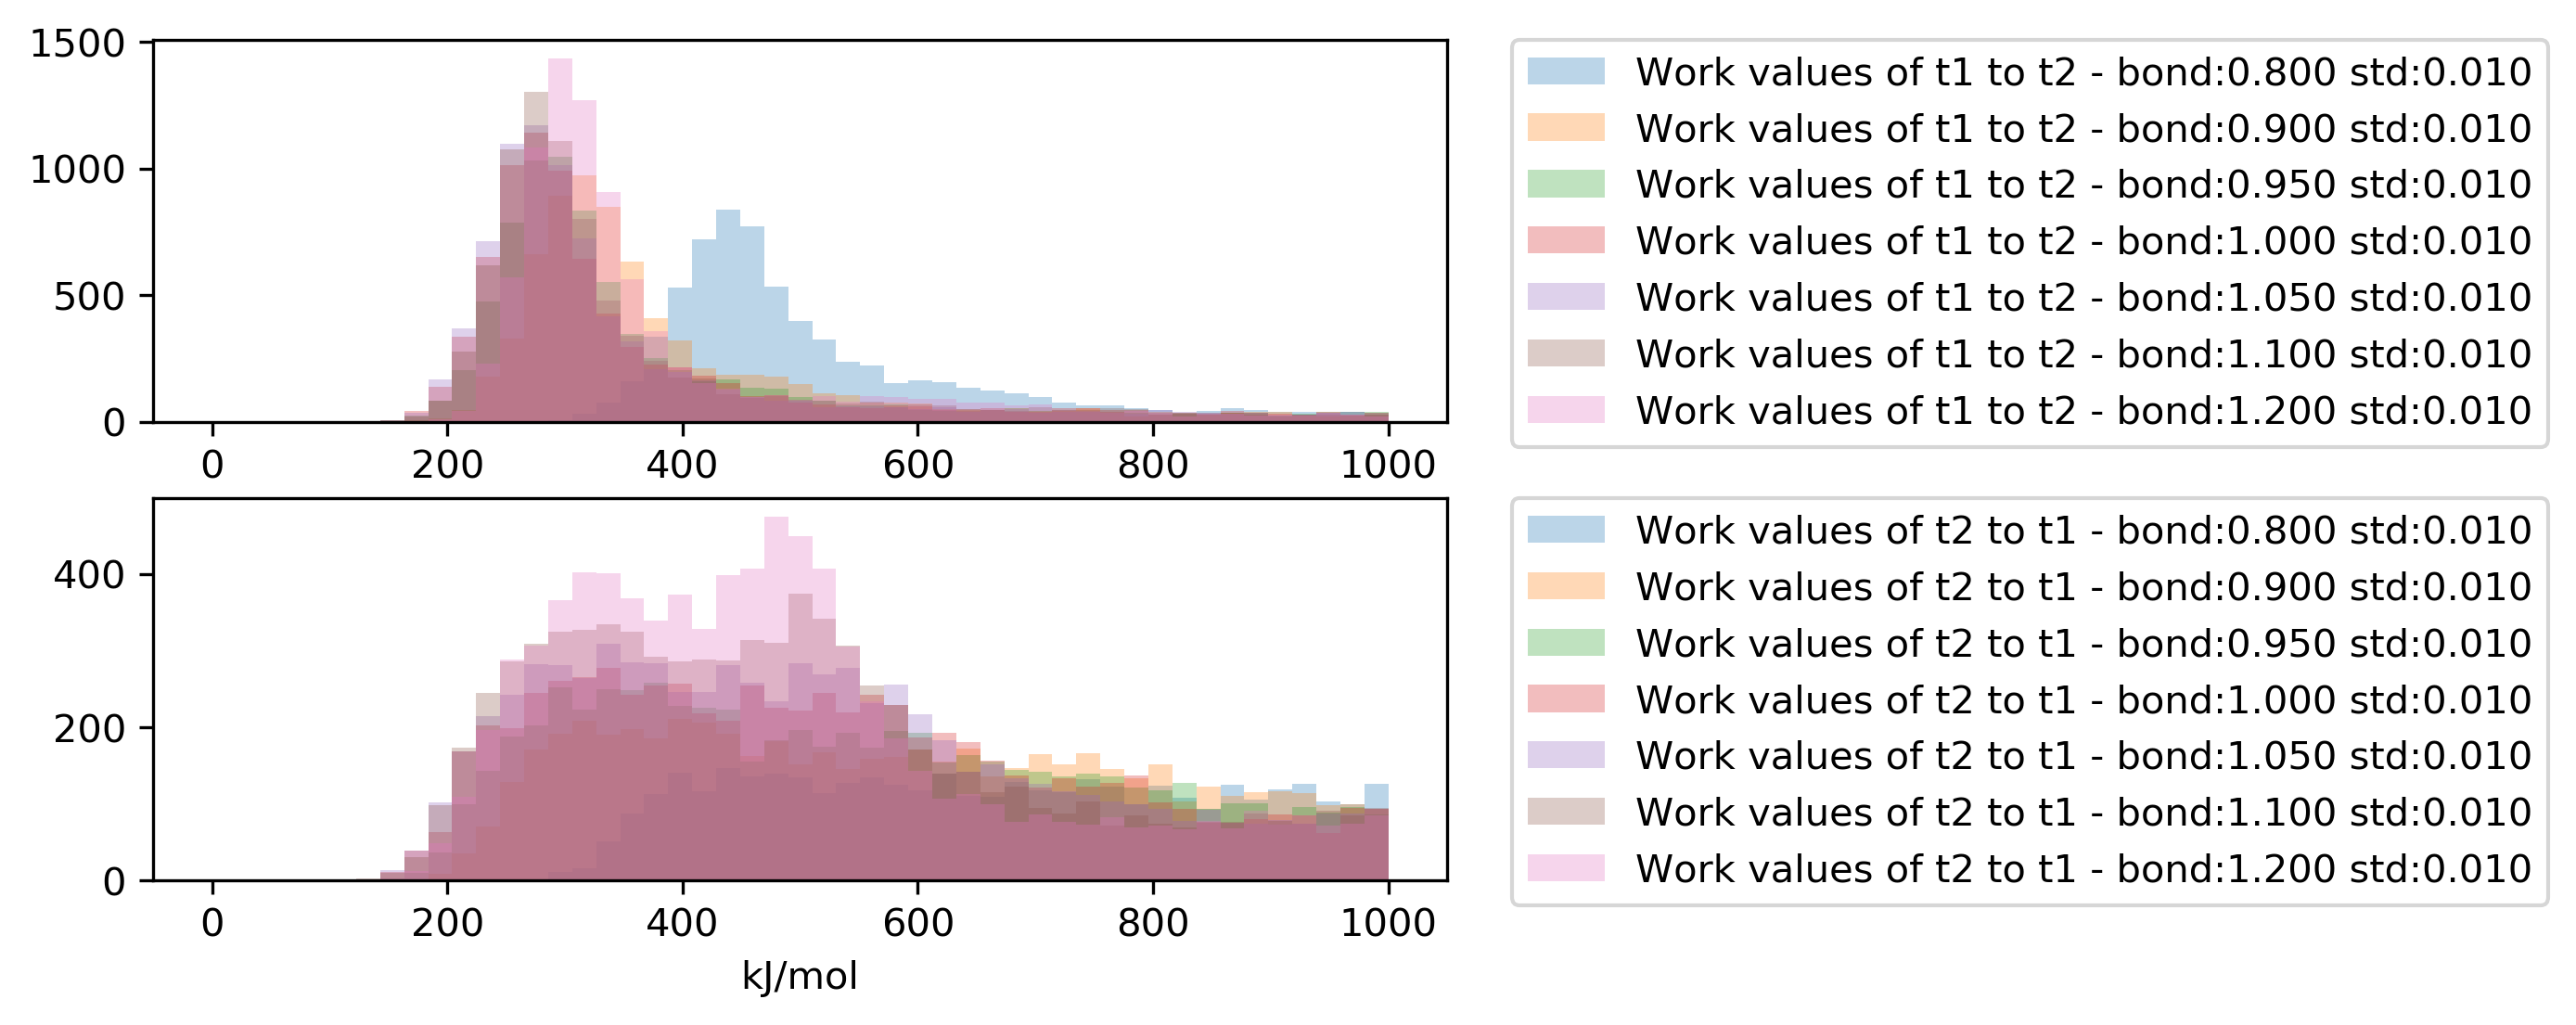 1500
1000
500
0
0 200 400 600 800 1000
Work values of t1 to t2 - bond:0.800 std:0.010
Work values of t1 to t2 - bond:0.900 std:0.010
Work values of t1 to t2 - bond:0.950 std:0.010
Work values of t1 to t2 - bond:1.000 std:0.010
Work values of t1 to t2 - bond:1.050 std:0.010
Work values of t1 to t2 - bond:1.100 std:0.010
Work values of t1 to t2 - bond:1.200 std:0.010
400
200
0
0 200 400 600 800 1000
kJ/mol
Work values of t2 to t1 - bond:0.800 std:0.010
Work values of t2 to t1 - bond:0.900 std:0.010
Work values of t2 to t1 - bond:0.950 std:0.010
Work values of t2 to t1 - bond:1.000 std:0.010
Work values of t2 to t1 - bond:1.050 std:0.010
Work values of t2 to t1 - bond:1.100 std:0.010
Work values of t2 to t1 - bond:1.200 std:0.010